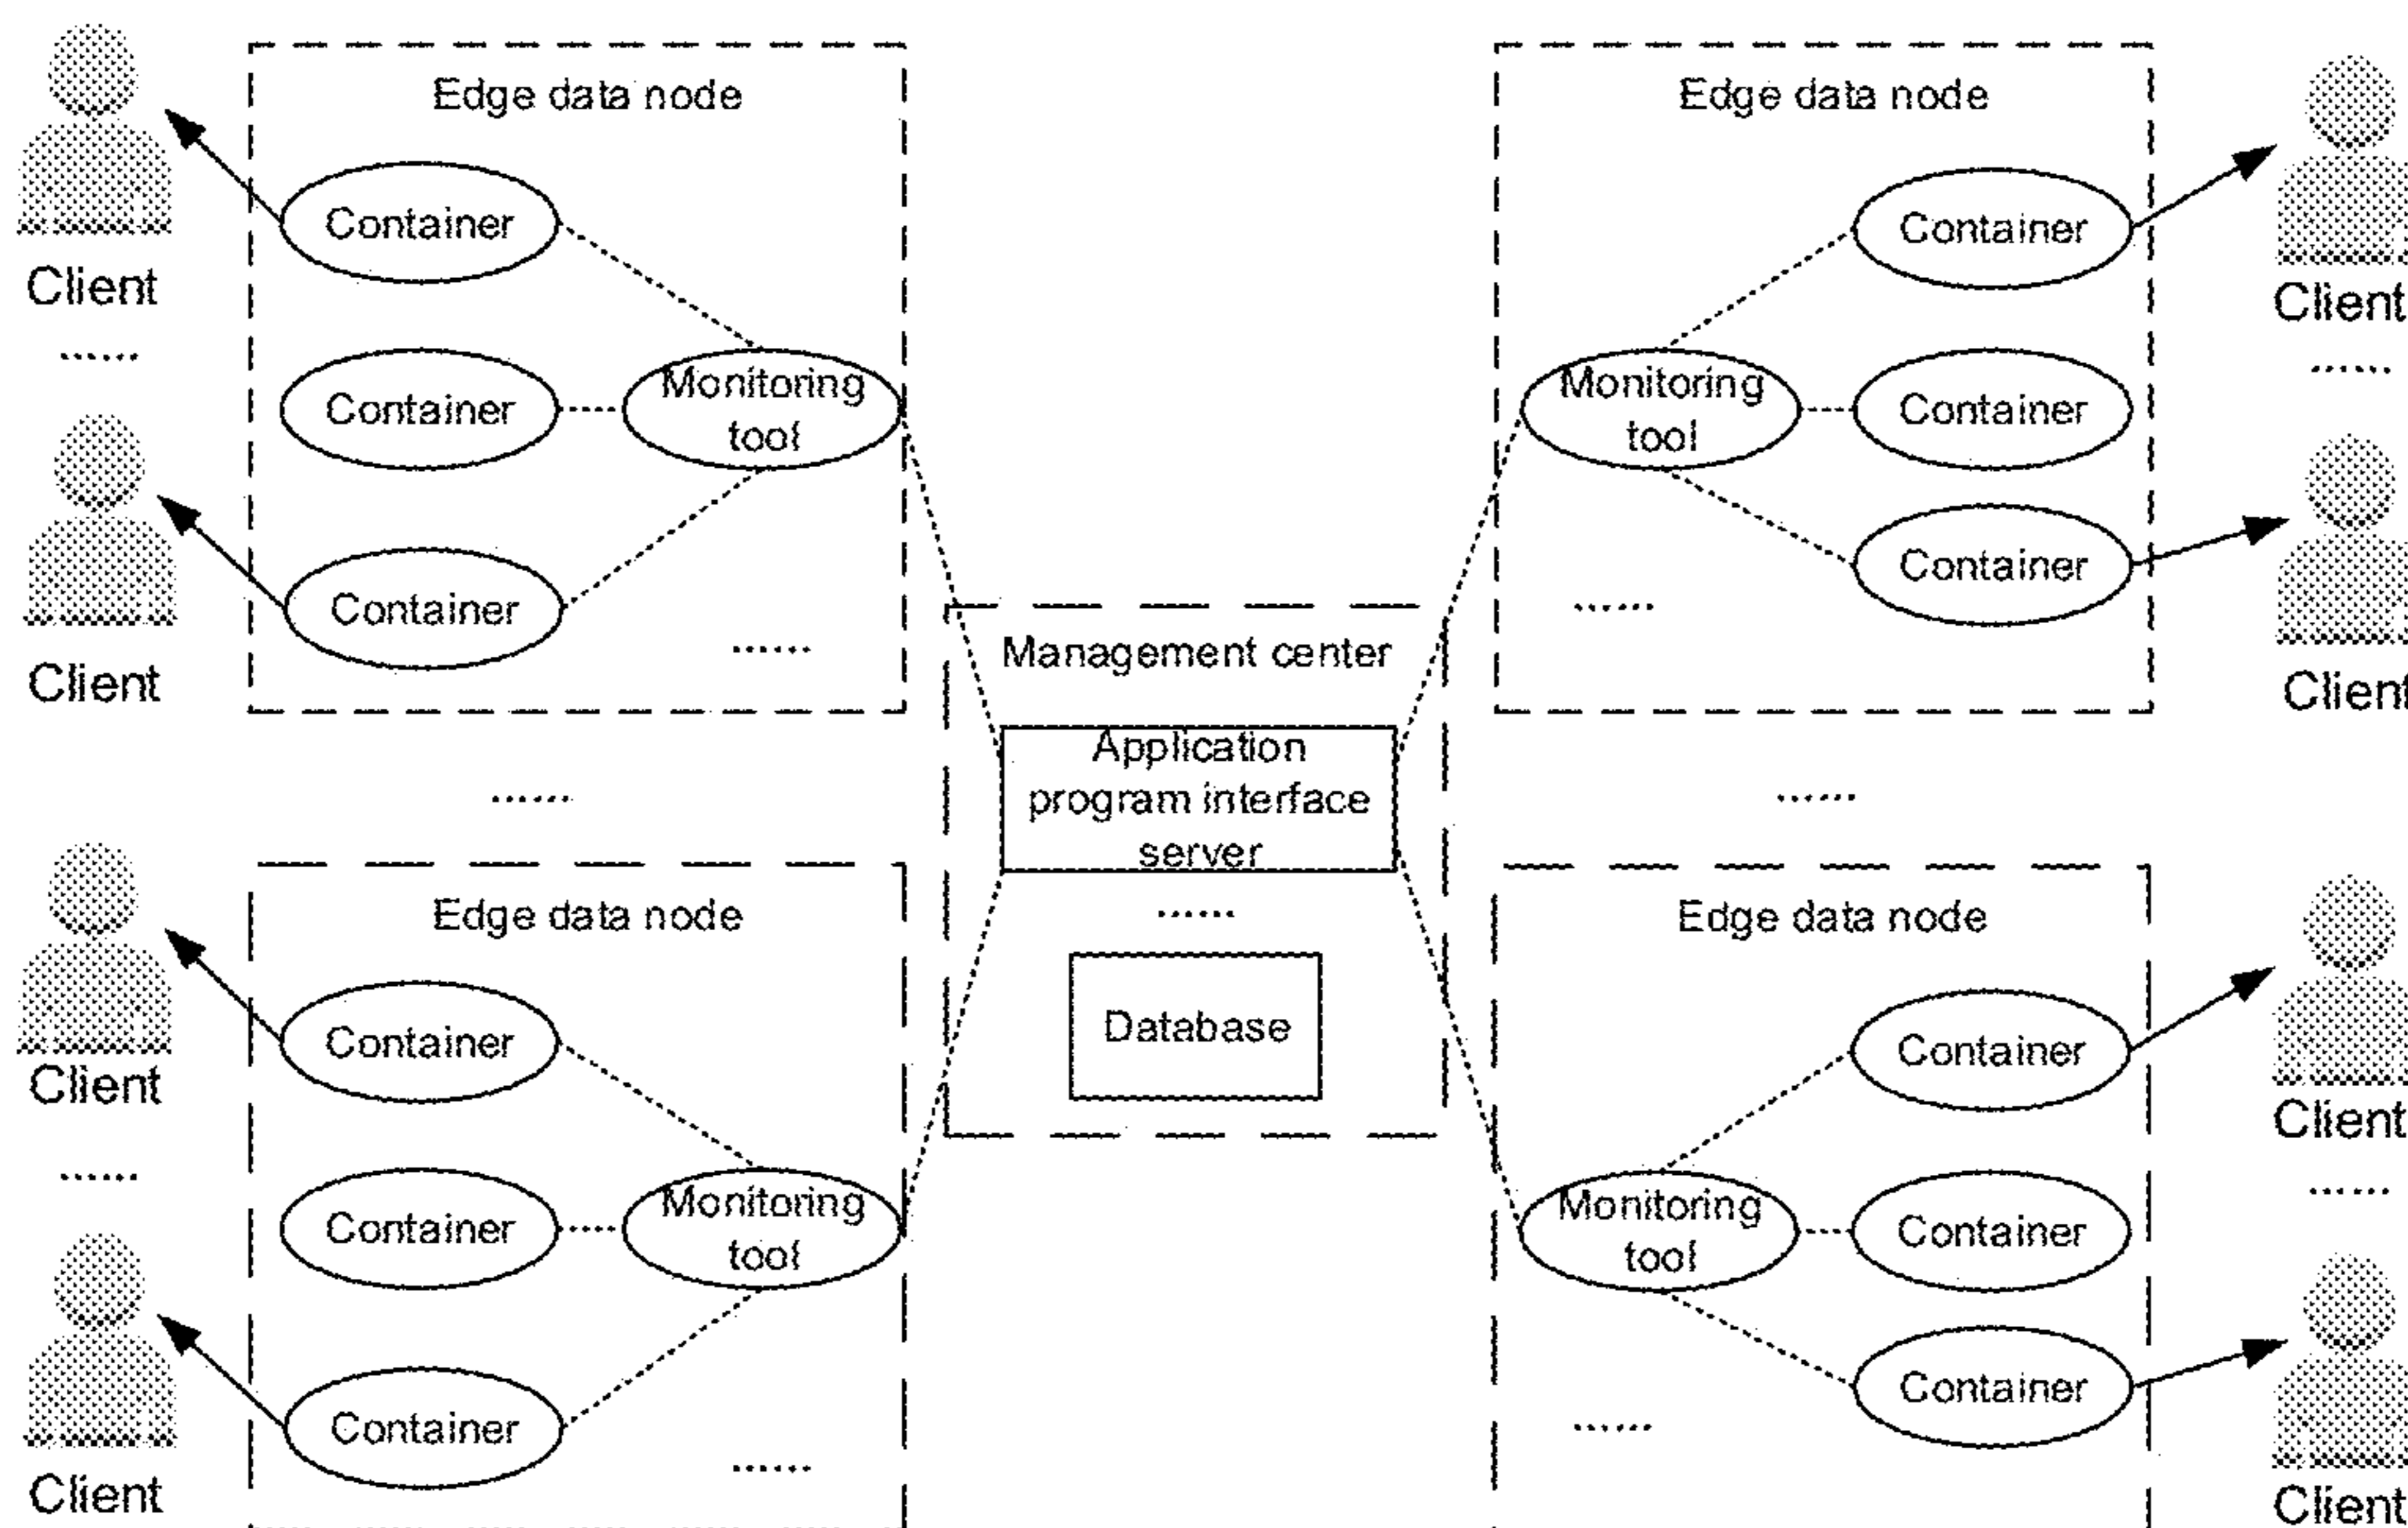 Edge data node
Container
Client
......
Container
Monitoring
tool
Container
Client
......
Edge data node
Container
Client
......
Monitoring
tool
Container
Container
Client
......
Management center
Application
program interface
server
......
Database
......
......
Edge data node
Container
Client
......
Container
Monitoring
tool
Container
Client
......
Edge data node
Container
Client
......
Monitoring
tool
Container
Container
Client
......